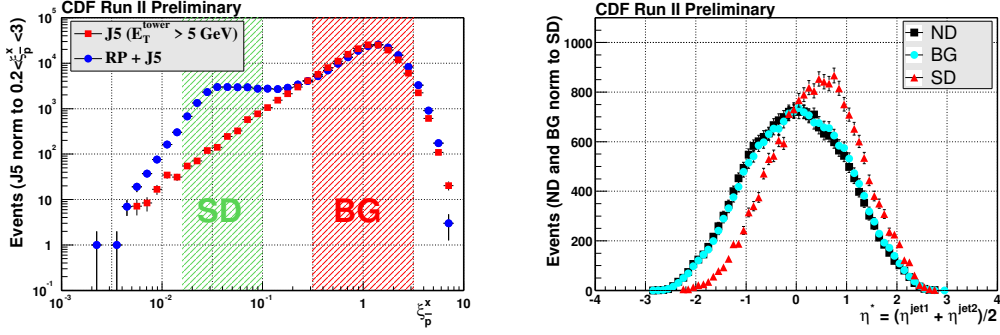 CDF Run II Preliminary
Events (J5 norm to 0.2<ξ_p̄^x <3)
10^5
10^4
10^3
10^2
10
1
10^-1
J5 (E_T^tower > 5 GeV)
RP + J5
SD
BG
10^-3
10^-2
10^-1
1
10
ξ_p̄^x
CDF Run II Preliminary
Events (ND and BG norm to SD)
1000
800
600
400
200
0
ND
BG
SD
-4
-3
-2
-1
0
1
2
3
4
η* = (η^jet1 + η^jet2)/2